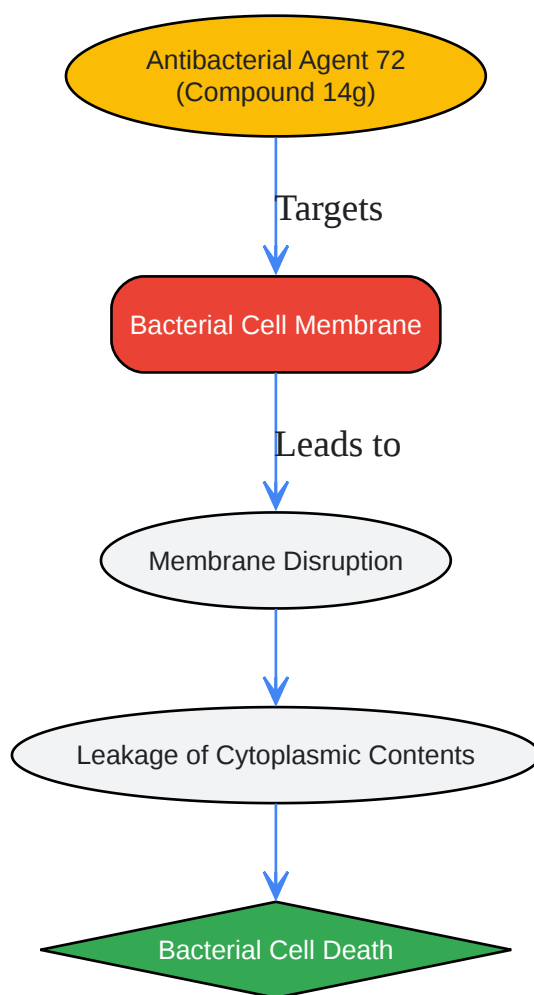 Antibacterial Agent 72
(Compound 14g)
Targets
Bacterial Cell Membrane
Leads to
Membrane Disruption
Leakage of Cytoplasmic Contents
Bacterial Cell Death